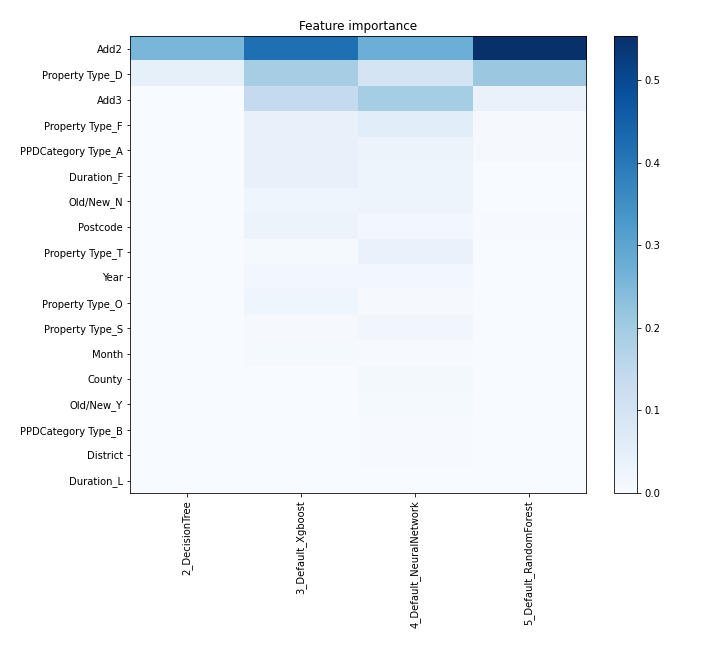 Feature importance
Add2
Property Type_D
Add3
Property Type_F
PPDCategory Type_A
Duration_F
Old/New_N
Postcode
Property Type_T
Year
Property Type_O
Property Type_S
Month
County
Old/New_Y
PPDCategory Type_B
District
Duration_L
2_DecisionTree
3_Default_Xgboost
4_Default_NeuralNetwork
5_Default_RandomForest
0.5
0.4
0.3
0.2
0.1
0.0